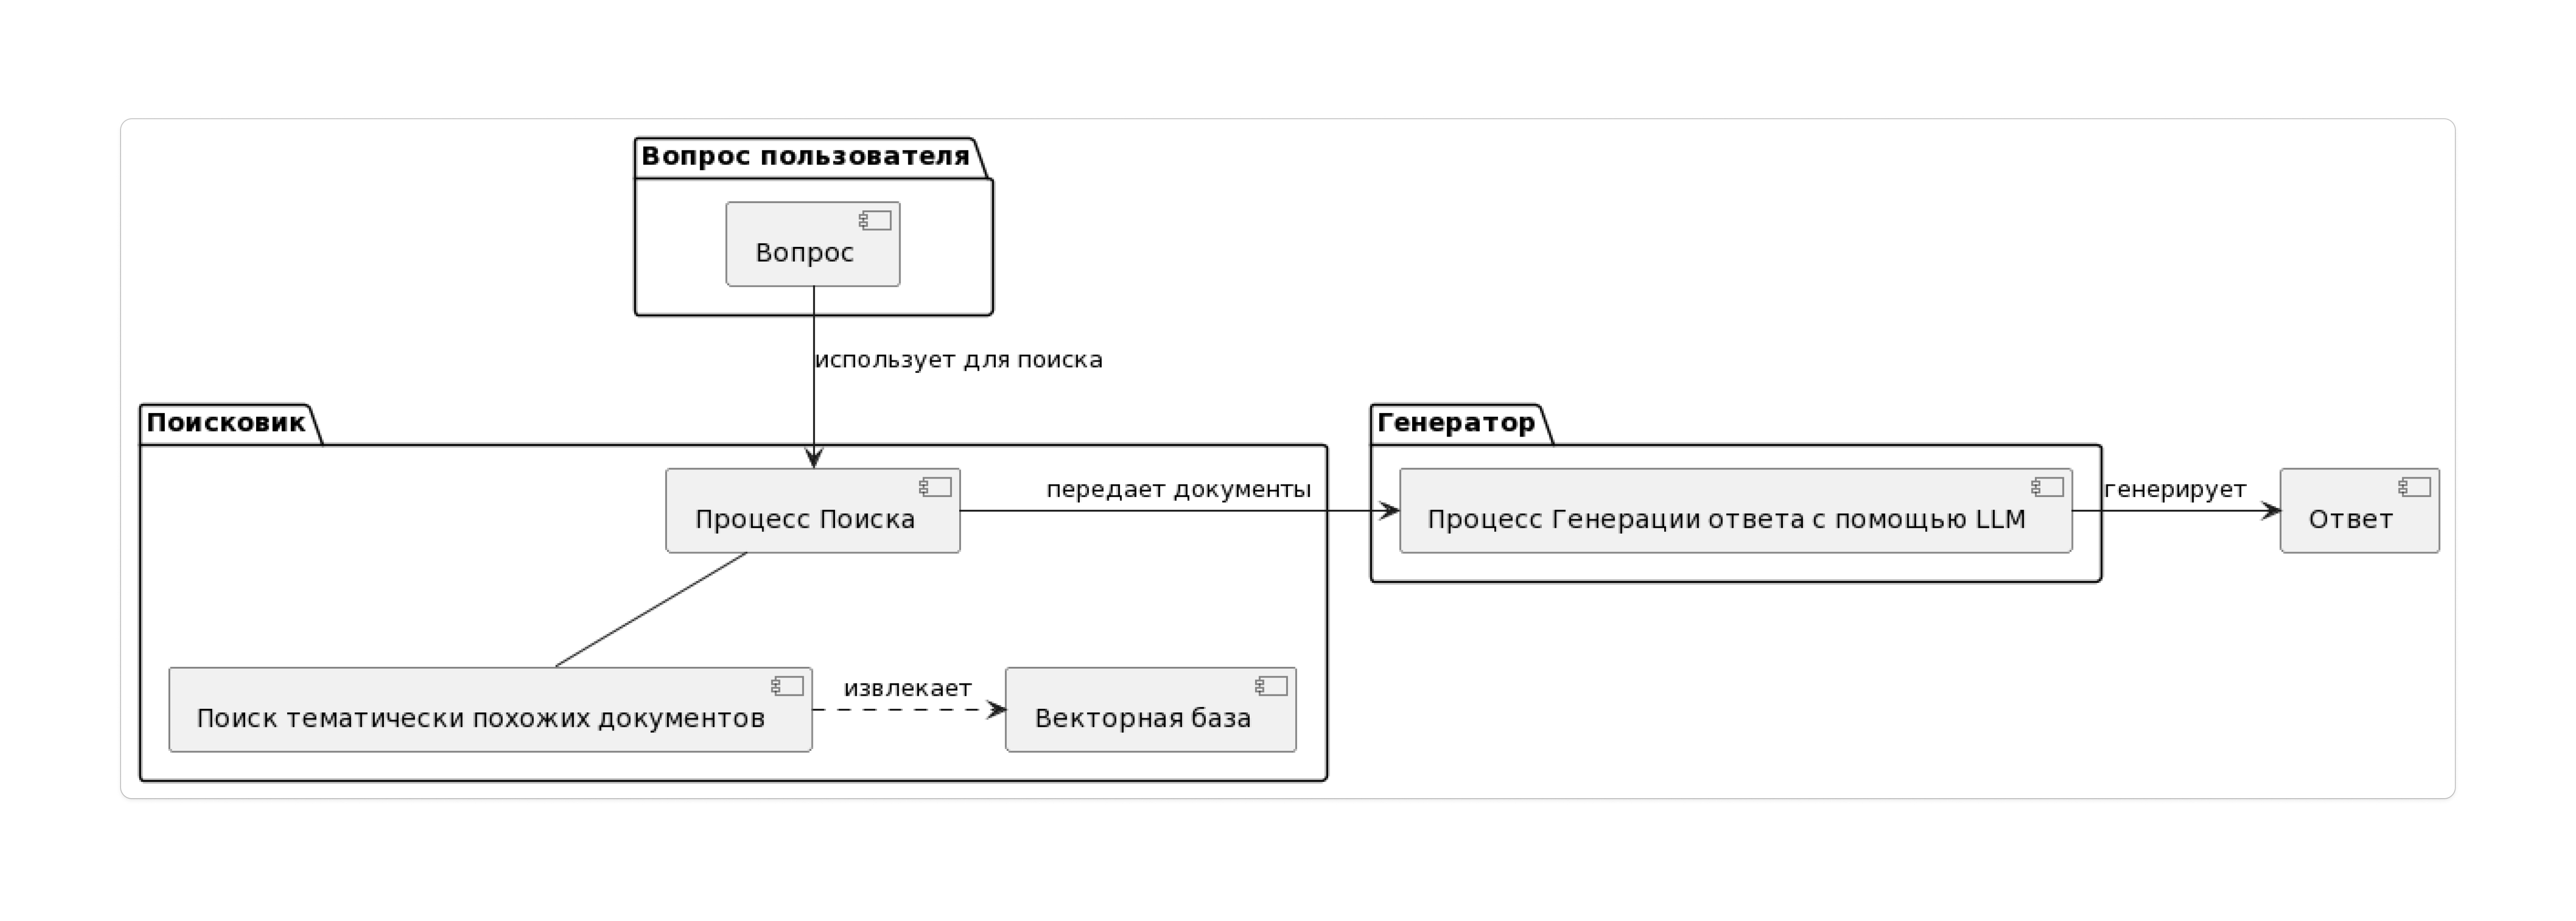 Вопрос пользователя
Вопрос
использует для поиска
Поисковик
Процесс Поиска
передает документы
Генератор
Процесс Генерации ответа с помощью LLM
генерирует
Ответ
Поиск тематически похожих документов
извлекает
Векторная база